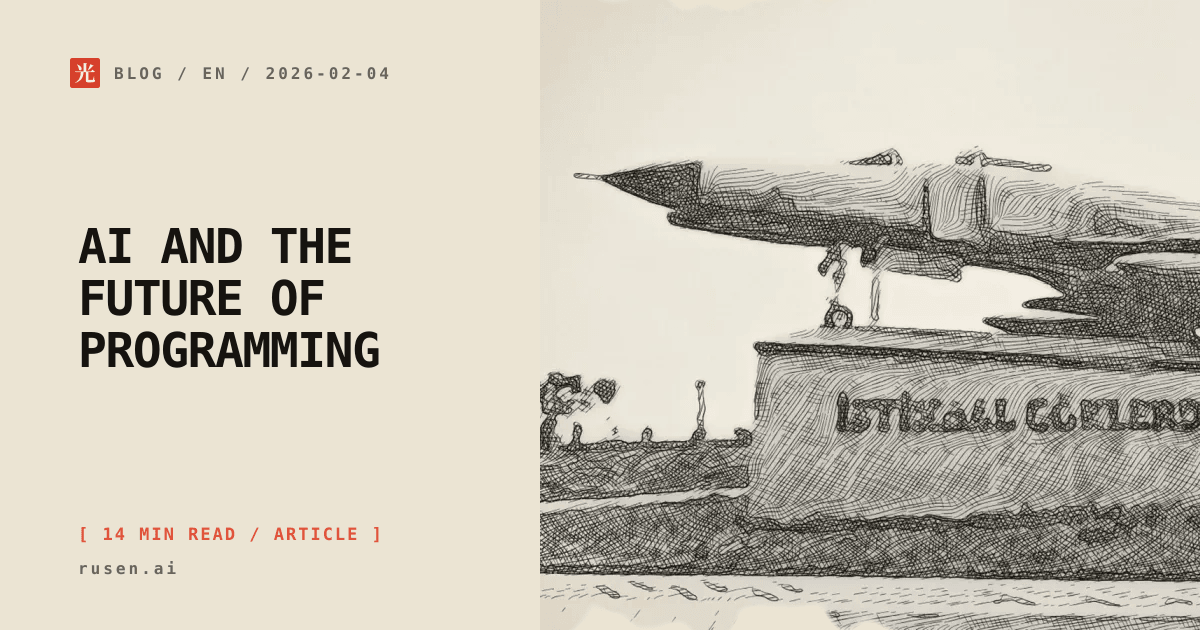 光 BLOG / EN / 2026-02-04
AI AND THE
FUTURE OF
PROGRAMMING
[ 14 MIN READ / ARTICLE ]
rusen.ai